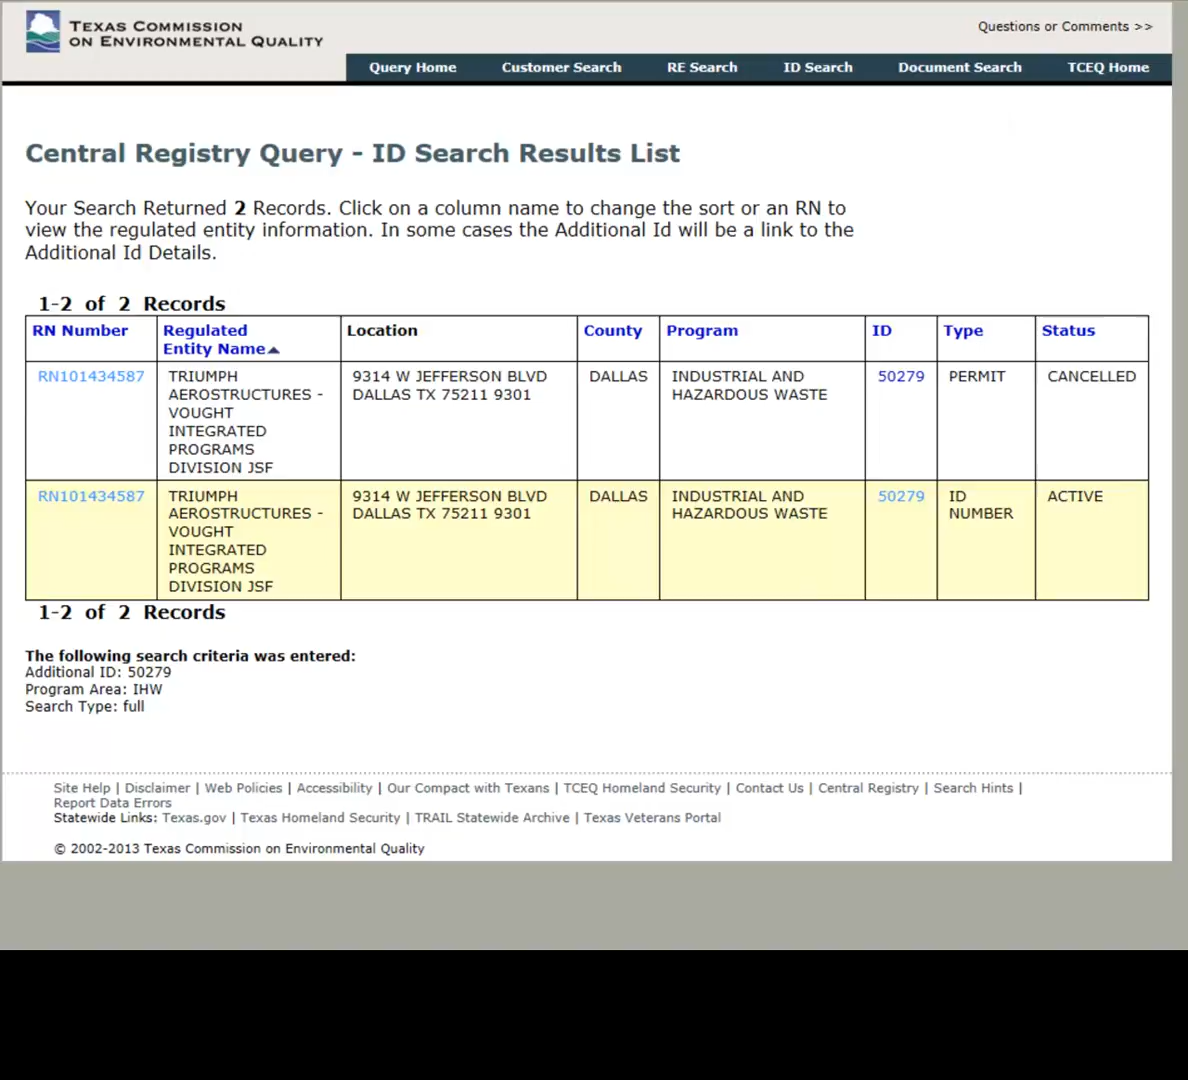 TEXAS COMMISSION
ON ENVIRONMENTAL QUALITY
Questions or Comments >>
Query Home Customer Search RE Search ID Search Document Search TCEQ Home
Central Registry Query - ID Search Results List
Your Search Returned 2 Records. Click on a column name to change the sort or an RN to
view the regulated entity information. In some cases the Additional Id will be a link to the
Additional Id Details.
1-2 of 2 Records
RN Number Regulated Entity Name Location County Program ID Type Status
RN101434587 TRIUMPH 9314 W JEFFERSON BLVD DALLAS INDUSTRIAL AND 50279 PERMIT CANCELLED
AEROSTRUCTURES - DALLAS TX 75211 9301 HAZARDOUS WASTE
VOUGHT
INTEGRATED
PROGRAMS
DIVISION JSF
RN101434587 TRIUMPH 9314 W JEFFERSON BLVD DALLAS INDUSTRIAL AND 50279 ID ACTIVE
AEROSTRUCTURES - DALLAS TX 75211 9301 HAZARDOUS WASTE NUMBER
VOUGHT
INTEGRATED
PROGRAMS
DIVISION JSF
1-2 of 2 Records
The following search criteria was entered:
Additional ID: 50279
Program Area: IHW
Search Type: full
Site Help | Disclaimer | Web Policies | Accessibility | Our Compact with Texans | TCEQ Homeland Security | Contact Us | Central Registry | Search Hints |
Report Data Errors
Statewide Links: Texas.gov | Texas Homeland Security | TRAIL Statewide Archive | Texas Veterans Portal
© 2002-2013 Texas Commission on Environmental Quality